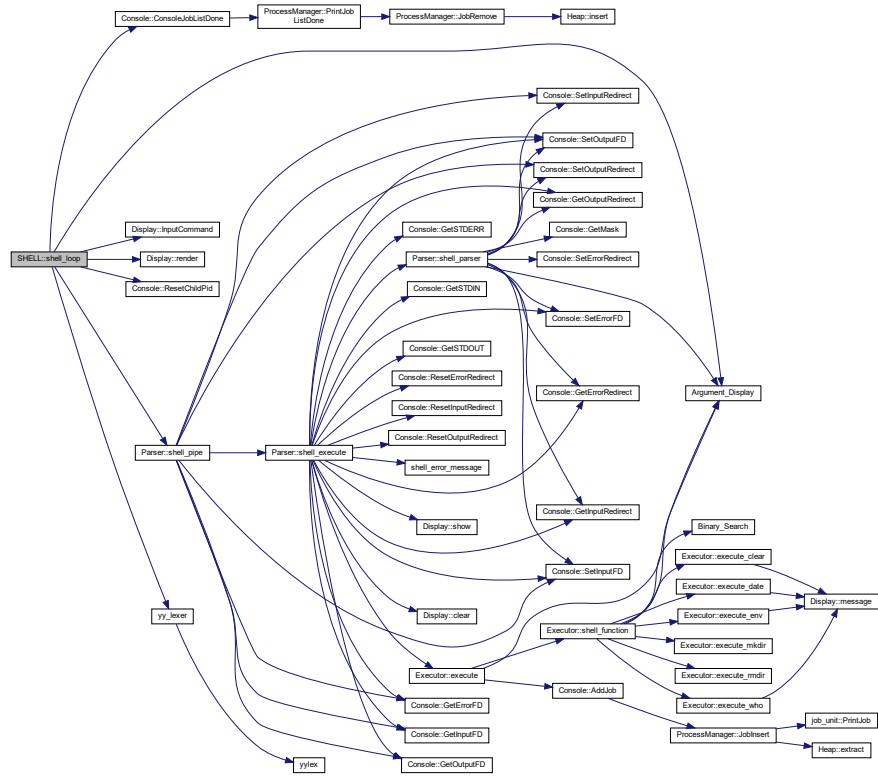 Console::ConsoleJobListDone
ProcessManager::PrintJob
ListDone
ProcessManager::JobRemove
Heap::insert
Console::SetInputRedirect
Console::SetOutputFD
Console::SetOutputRedirect
Console::GetOutputRedirect
Display::InputCommand
Console::GetSTDERR
Console::GetMask
SHELL::shell_loop
Display::render
Parser::shell_parser
Console::SetErrorRedirect
Console::ResetChildPid
Console::GetSTDIN
Console::SetErrorFD
Console::GetSTDOUT
Console::ResetErrorRedirect
Console::GetErrorRedirect
Argument_Display
Console::ResetInputRedirect
Console::ResetOutputRedirect
Parser::shell_pipe
Parser::shell_execute
shell_error_message
Console::GetInputRedirect
Display::show
Binary_Search
Executor::execute_clear
Console::SetInputFD
Executor::execute_date
Display::message
yy_lexer
Display::clear
Executor::execute_env
Executor::shell_function
Executor::execute_mkdir
Executor::execute
Executor::execute_rmdir
Console::AddJob
Console::GetErrorFD
Executor::execute_who
job_unit::PrintJob
Console::GetInputFD
ProcessManager::JobInsert
Heap::extract
yylex
Console::GetOutputFD